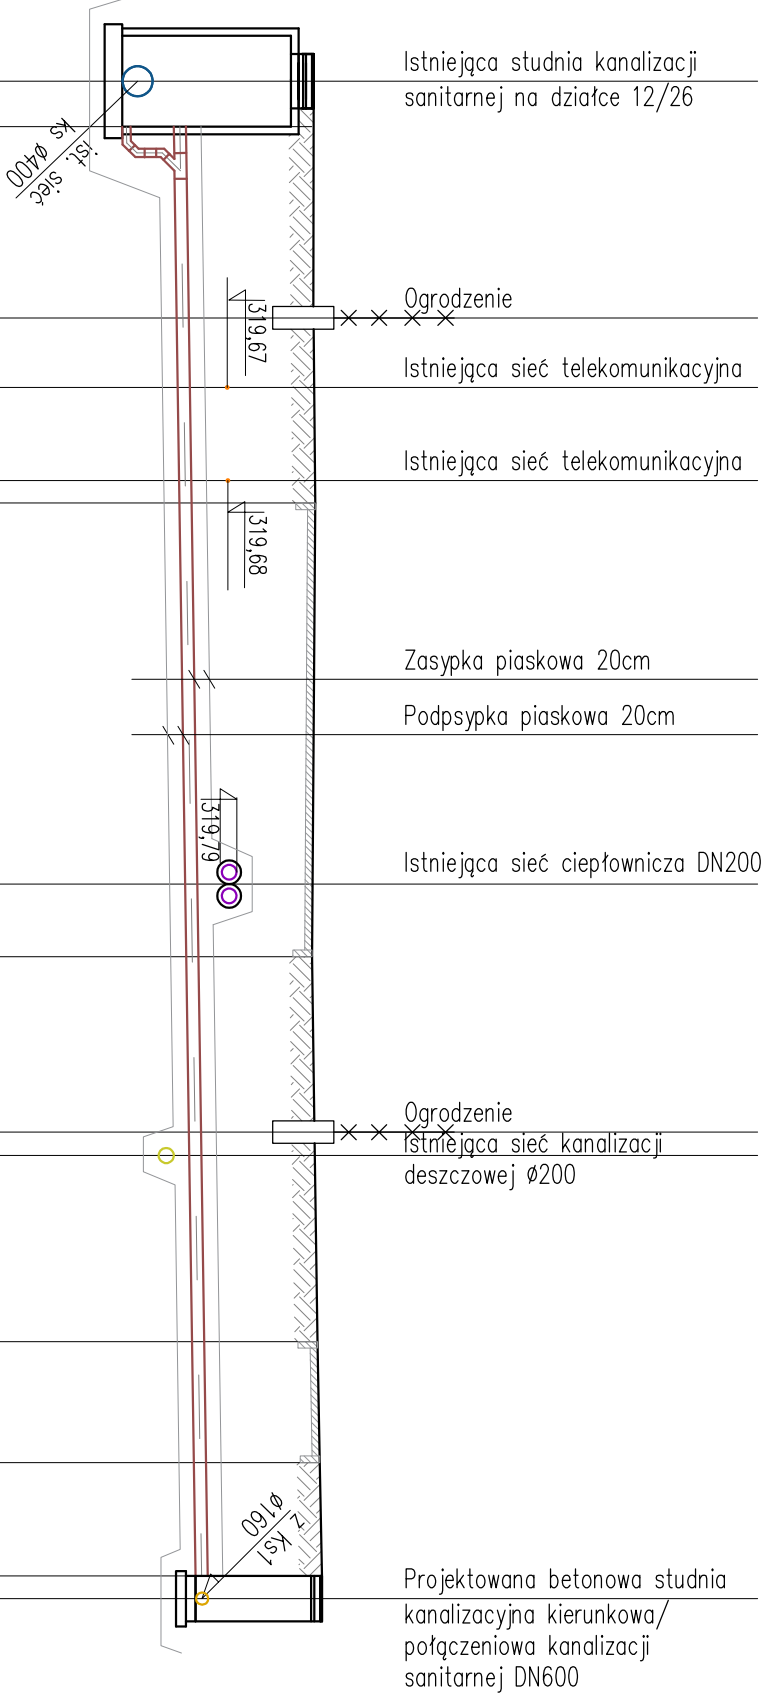 Istniejąca studnia kanalizacji
sanitarnej na działce 12/26
ist. sieć
ks Ø400
Ogrodzenie
319,67
Istniejąca sieć telekomunikacyjna
Istniejąca sieć telekomunikacyjna
319,68
Zasypka piaskowa 20cm
Podpsypka piaskowa 20cm
319,79
Istniejąca sieć ciepłownicza DN200
Ogrodzenie
Istniejąca sieć kanalizacji
deszczowej Ø200
z Ks1
Ø160
Projektowana betonowa studnia
kanalizacyjna kierunkowa/
połączeniowa kanalizacji
sanitarnej DN600